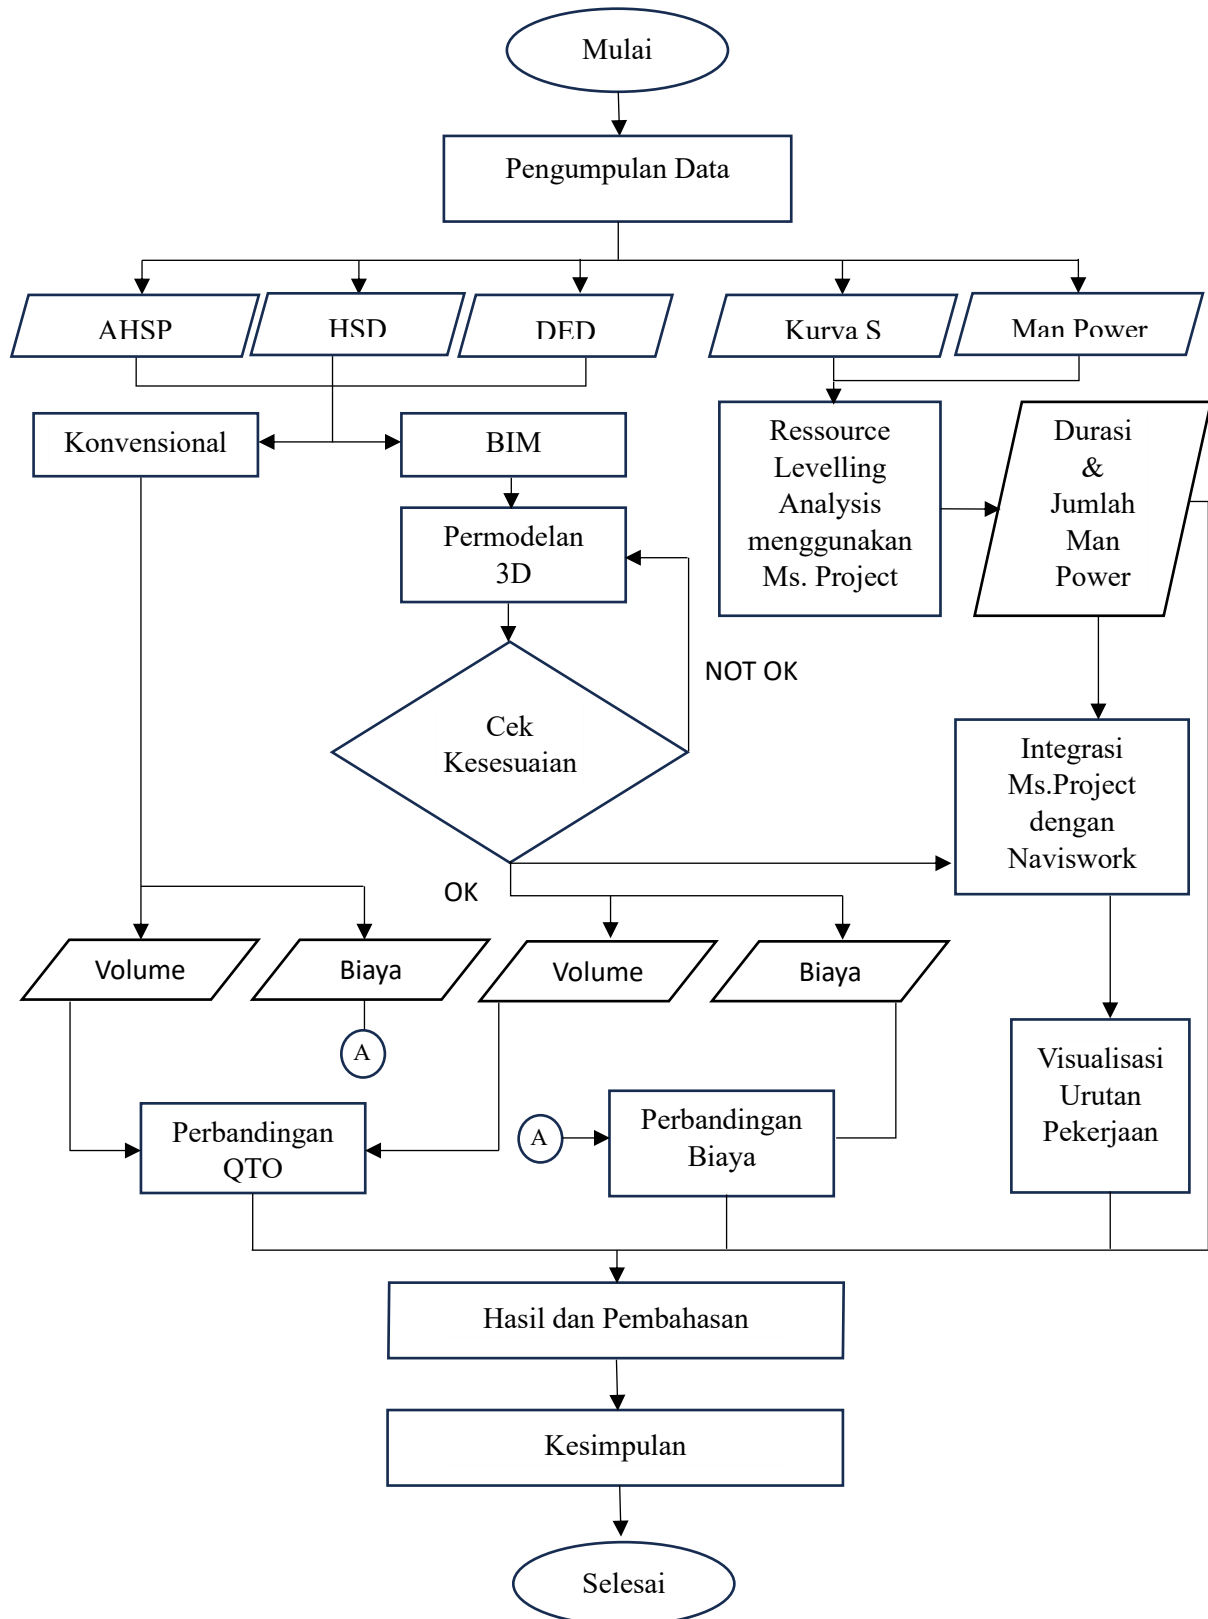 Mulai
Pengumpulan Data
AHSP
HSD
DED
Kurva S
Man Power
Konvensional
BIM
Ressource
Levelling
Analysis
menggunakan
Ms. Project
Durasi
&
Jumlah
Man
Power
Permodelan
3D
NOT OK
Cek
Kesesuaian
Integrasi
Ms.Project
dengan
Naviswork
OK
Volume
Biaya
Volume
Biaya
A
Perbandingan
QTO
A
Perbandingan
Biaya
Visualisasi
Urutan
Pekerjaan
Hasil dan Pembahasan
Kesimpulan
Selesai